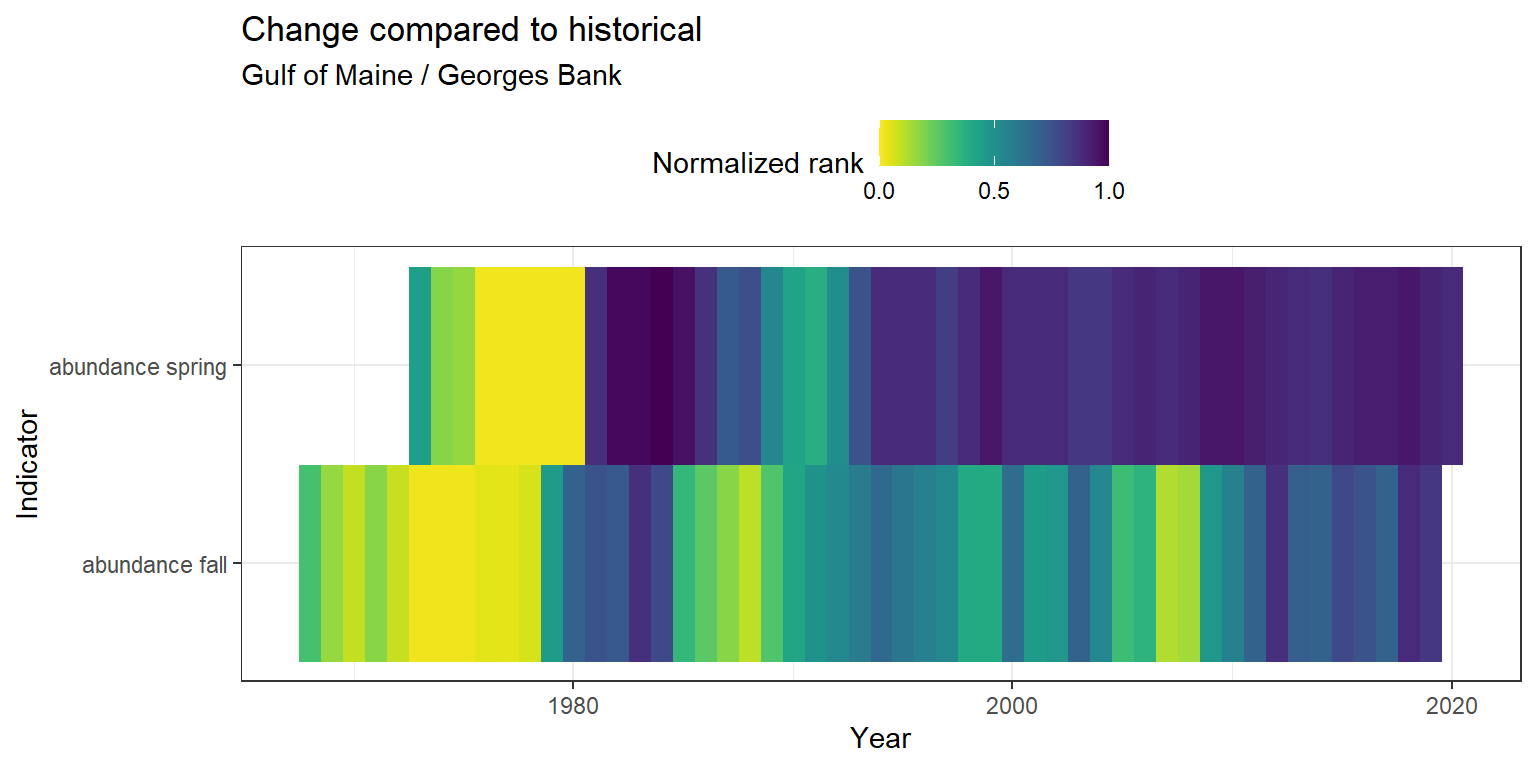 Change compared to historical
Gulf of Maine / Georges Bank
Normalized rank
0.0 0.5 1.0
Indicator
abundance spring
abundance fall
1980 2000 2020
Year